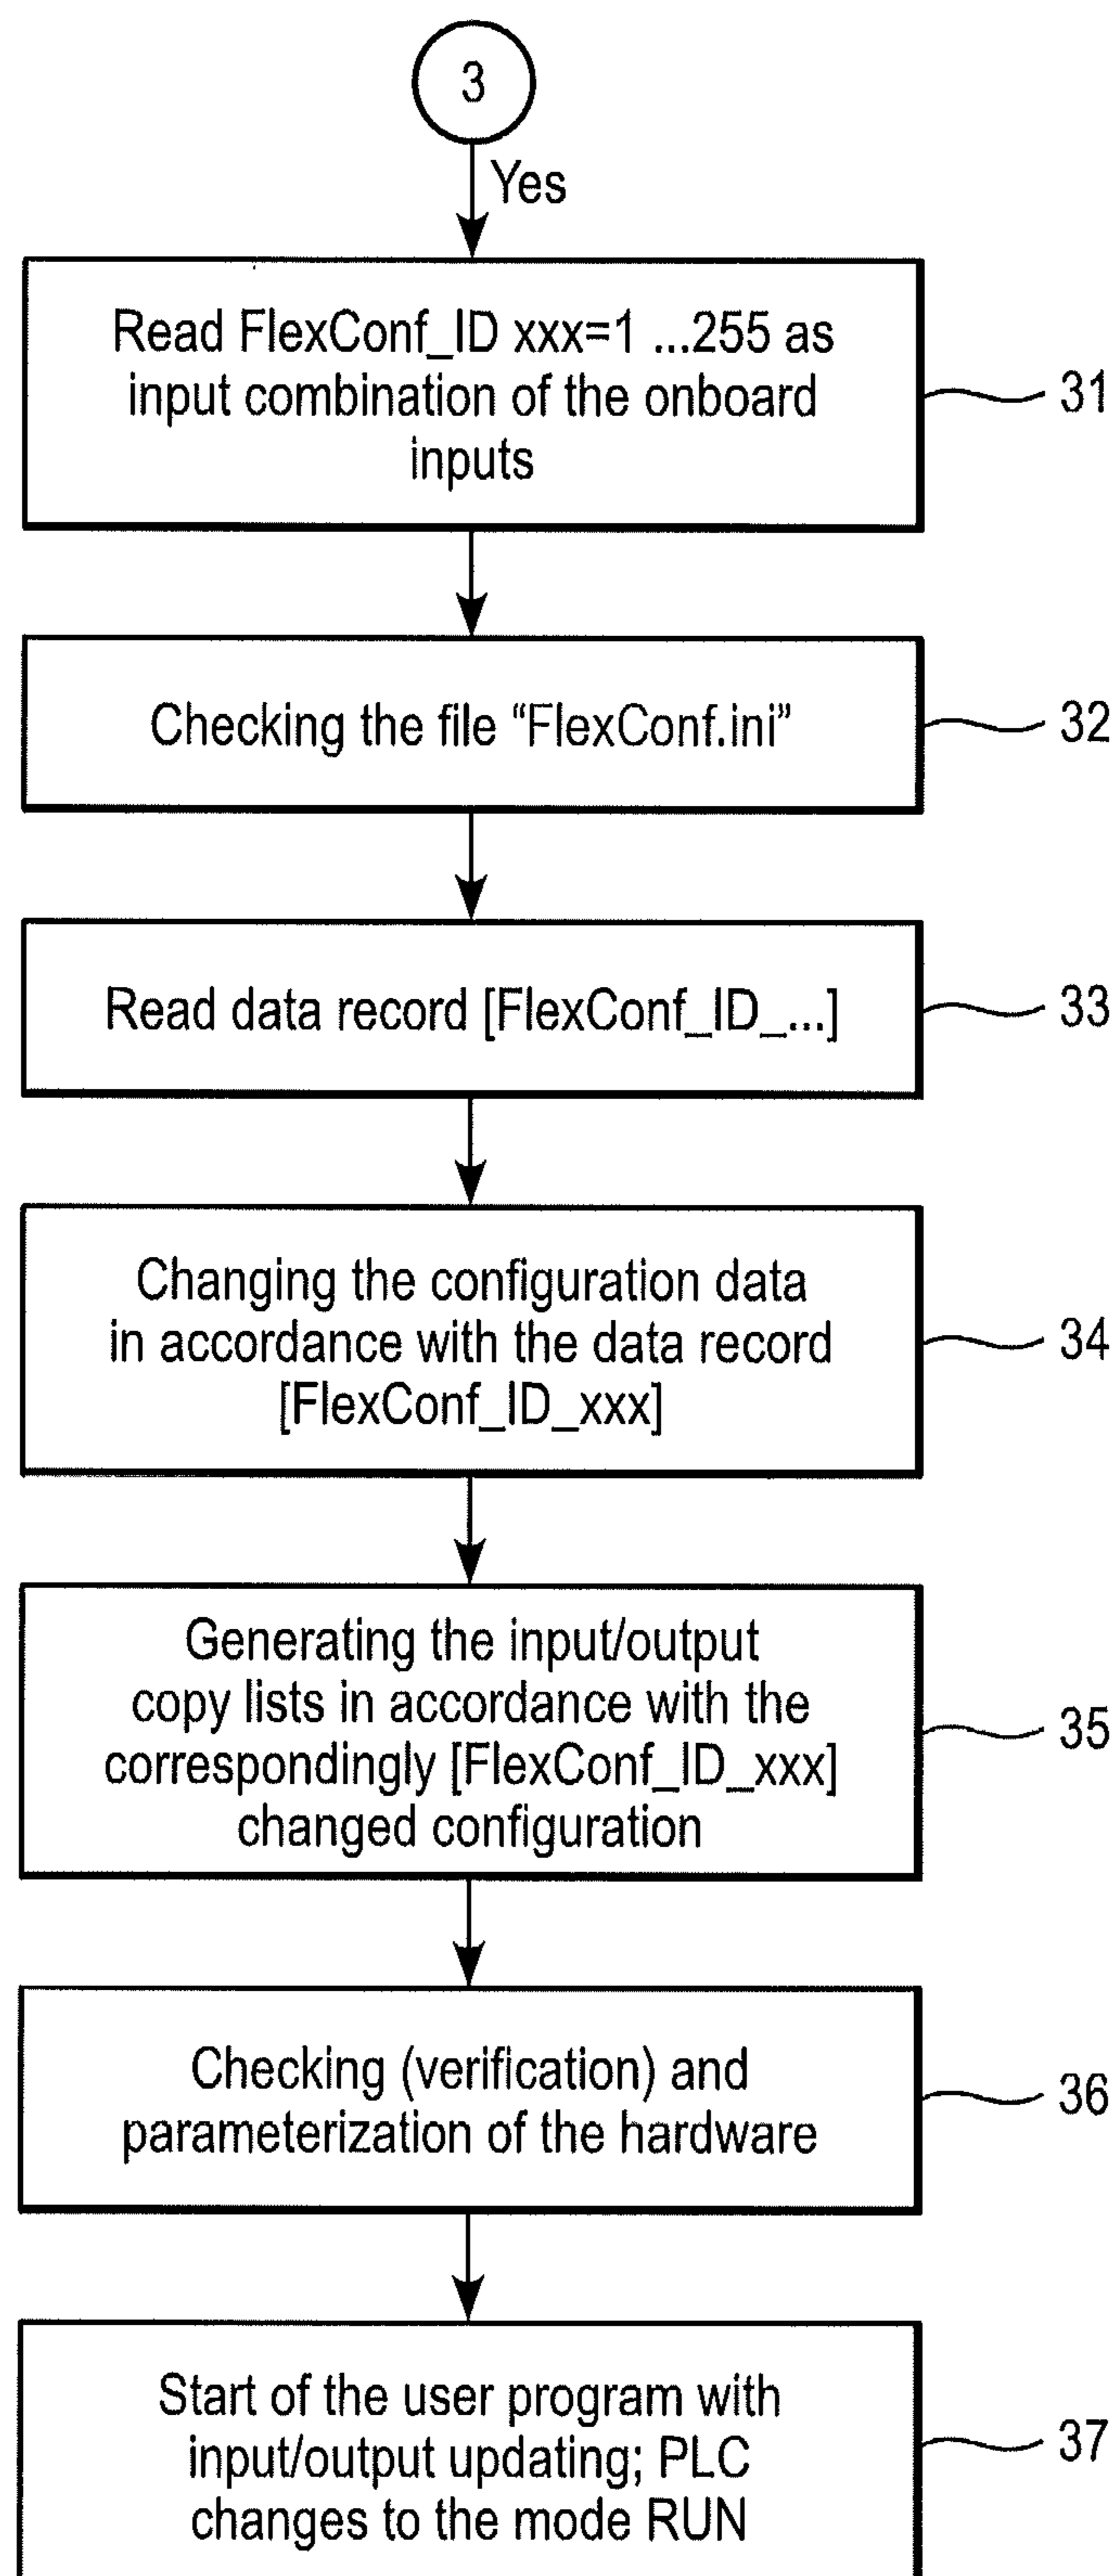 3
Yes
Read FlexConf_ID xxx=1 ...255 as
input combination of the onboard
inputs
31
Checking the file “FlexConf.ini”
32
Read data record [FlexConf_ID_...]
33
Changing the configuration data
in accordance with the data record
[FlexConf_ID_xxx]
34
Generating the input/output
copy lists in accordance with the
correspondingly [FlexConf_ID_xxx]
changed configuration
35
Checking (verification) and
parameterization of the hardware
36
Start of the user program with
input/output updating; PLC
changes to the mode RUN
37